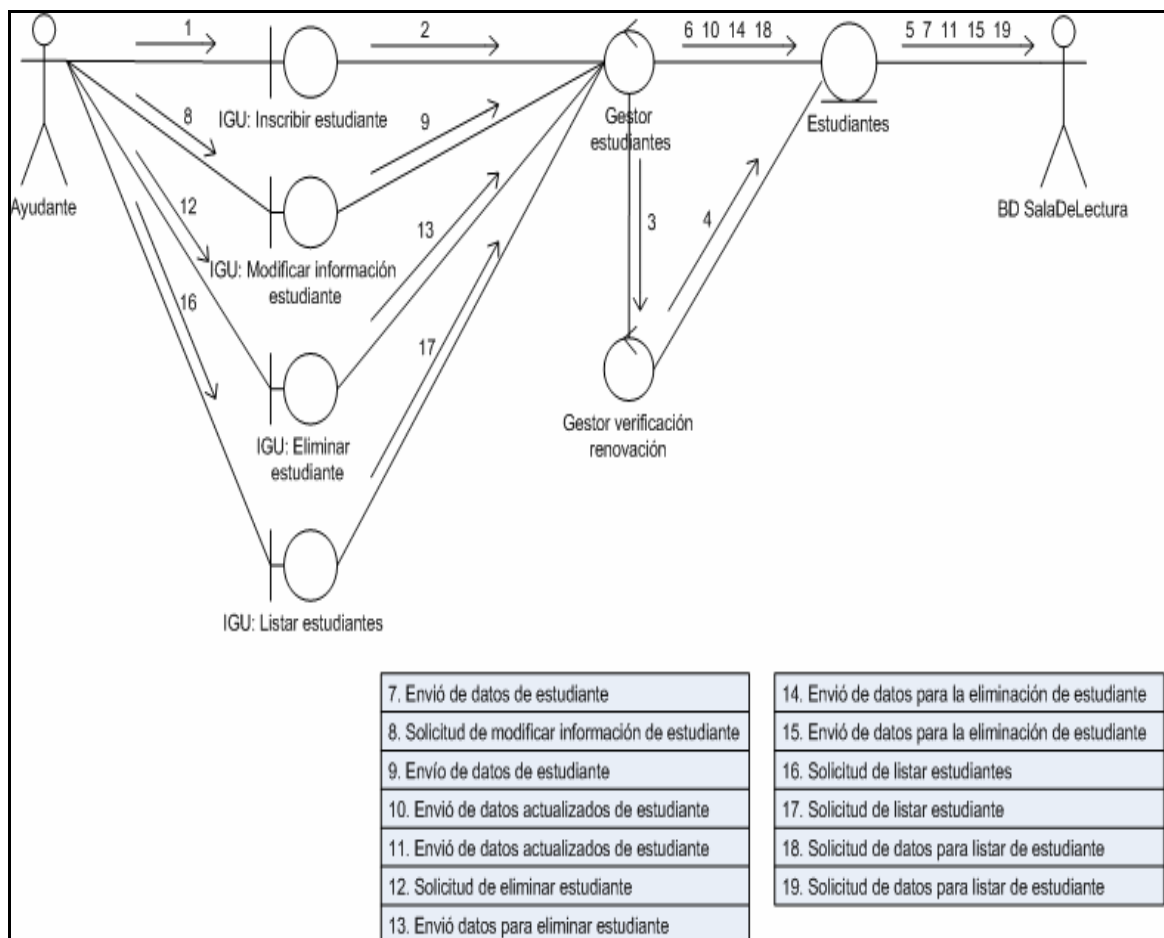 1
2
6 10 14 18
5 7 11 15 19
IGU: Inscribir estudiante
Gestor
estudiantes
Estudiantes
8
9
Ayudante
BD SalaDeLectura
12
13
3
4
IGU: Modificar información
estudiante
16
17
IGU: Eliminar
estudiante
Gestor verificación
renovación
IGU: Listar estudiantes
7. Envió de datos de estudiante
8. Solicitud de modificar información de estudiante
9. Envío de datos de estudiante
10. Envió de datos actualizados de estudiante
11. Envió de datos actualizados de estudiante
12. Solicitud de eliminar estudiante
13. Envió datos para eliminar estudiante
14. Envió de datos para la eliminación de estudiante
15. Envió de datos para la eliminación de estudiante
16. Solicitud de listar estudiantes
17. Solicitud de listar estudiante
18. Solicitud de datos para listar de estudiante
19. Solicitud de datos para listar de estudiante